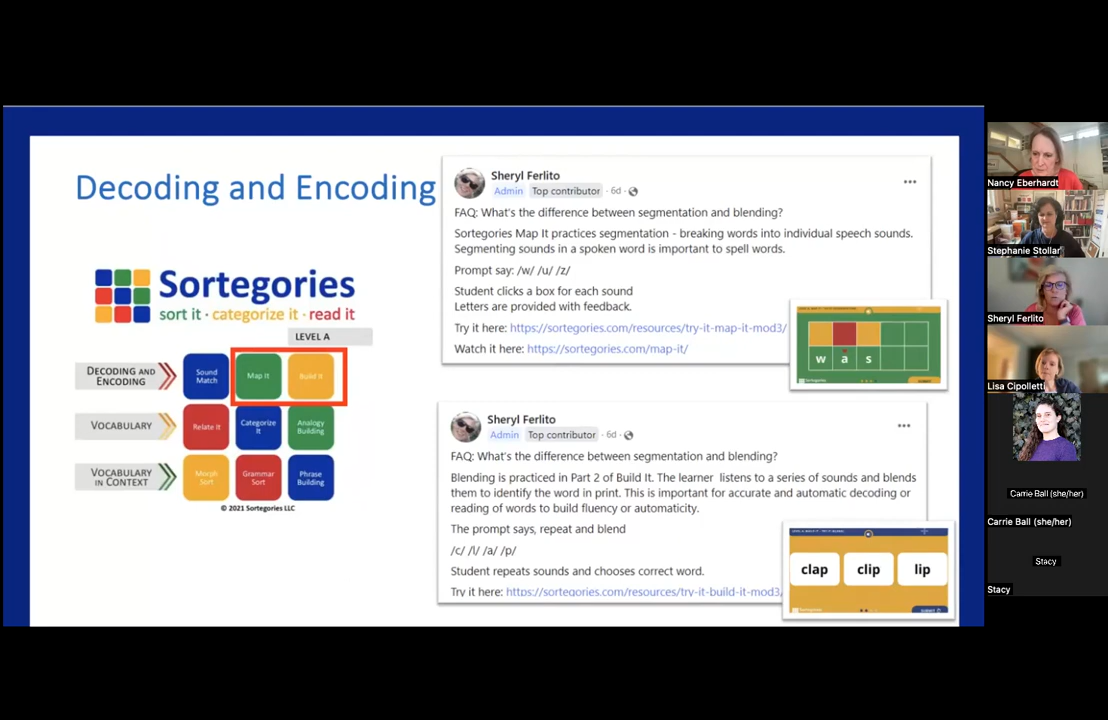 Decoding and Encoding
Sortegories
sort it · categorize it · read it
LEVEL A
DECODING AND ENCODING
Sound Match
Map It
Build It
VOCABULARY
Relate It
Categorize It
Analogy Building
VOCABULARY IN CONTEXT
Morph Sort
Grammar Sort
Phrase Building
© 2021 Sortegories LLC
Sheryl Ferlito
Admin Top contributor · 6d ·
FAQ: What's the difference between segmentation and blending?
Sortegories Map It practices segmentation - breaking words into individual speech sounds.
Segmenting sounds in a spoken word is important to spell words.
Prompt say: /w/ /u/ /z/
Student clicks a box for each sound
Letters are provided with feedback.
Try it here: https://sortegories.com/resources/try-it-map-it-mod3/
Watch it here: https://sortegories.com/map-it/
w a s
Sheryl Ferlito
Admin Top contributor · 6d ·
FAQ: What's the difference between segmentation and blending?
Blending is practiced in Part 2 of Build It. The learner listens to a series of sounds and blends
them to identify the word in print. This is important for accurate and automatic decoding or
reading of words to build fluency or automaticity.
The prompt says, repeat and blend
/c/ /l/ /a/ /p/
Student repeats sounds and chooses correct word.
Try it here: https://sortegories.com/resources/try-it-build-it-mod3/
clap clip lip
Nancy Eberhardt
Stephanie Stollar
Sheryl Ferlito
Lisa Cipolletti
Carrie Ball (she/her)
Carrie Ball (she/her)
Stacy
Stacy